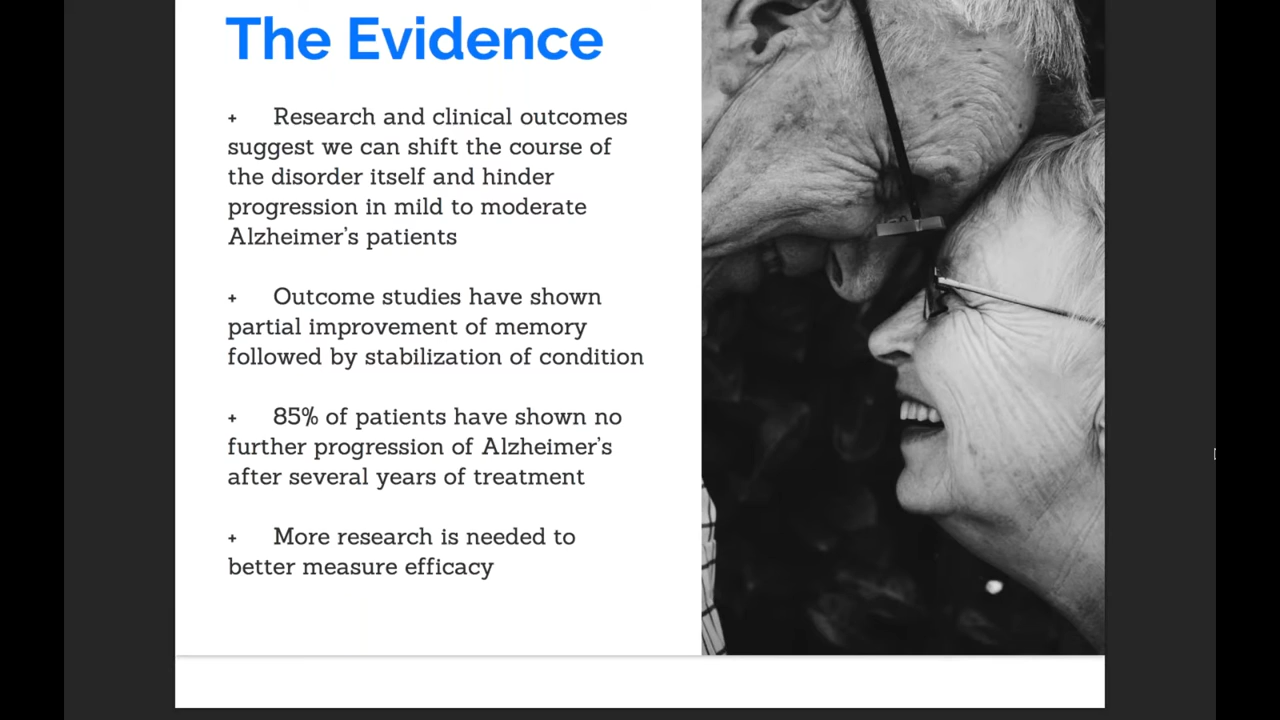 The Evidence
+ Research and clinical outcomes
suggest we can shift the course of
the disorder itself and hinder
progression in mild to moderate
Alzheimer's patients
+ Outcome studies have shown
partial improvement of memory
followed by stabilization of condition
+ 85% of patients have shown no
further progression of Alzheimer's
after several years of treatment
+ More research is needed to
better measure efficacy